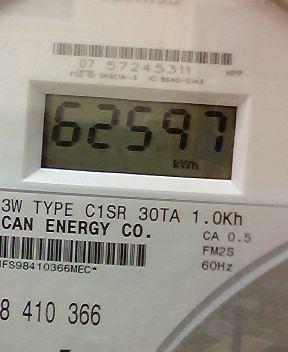 07 57245311 HPP
62597
kWh
3W TYPE C1SR 30TA 1.0Kh
CAN ENERGY CO. CA 0.5
FM2S
60Hz
IFS98410366MEC*
8 410 366